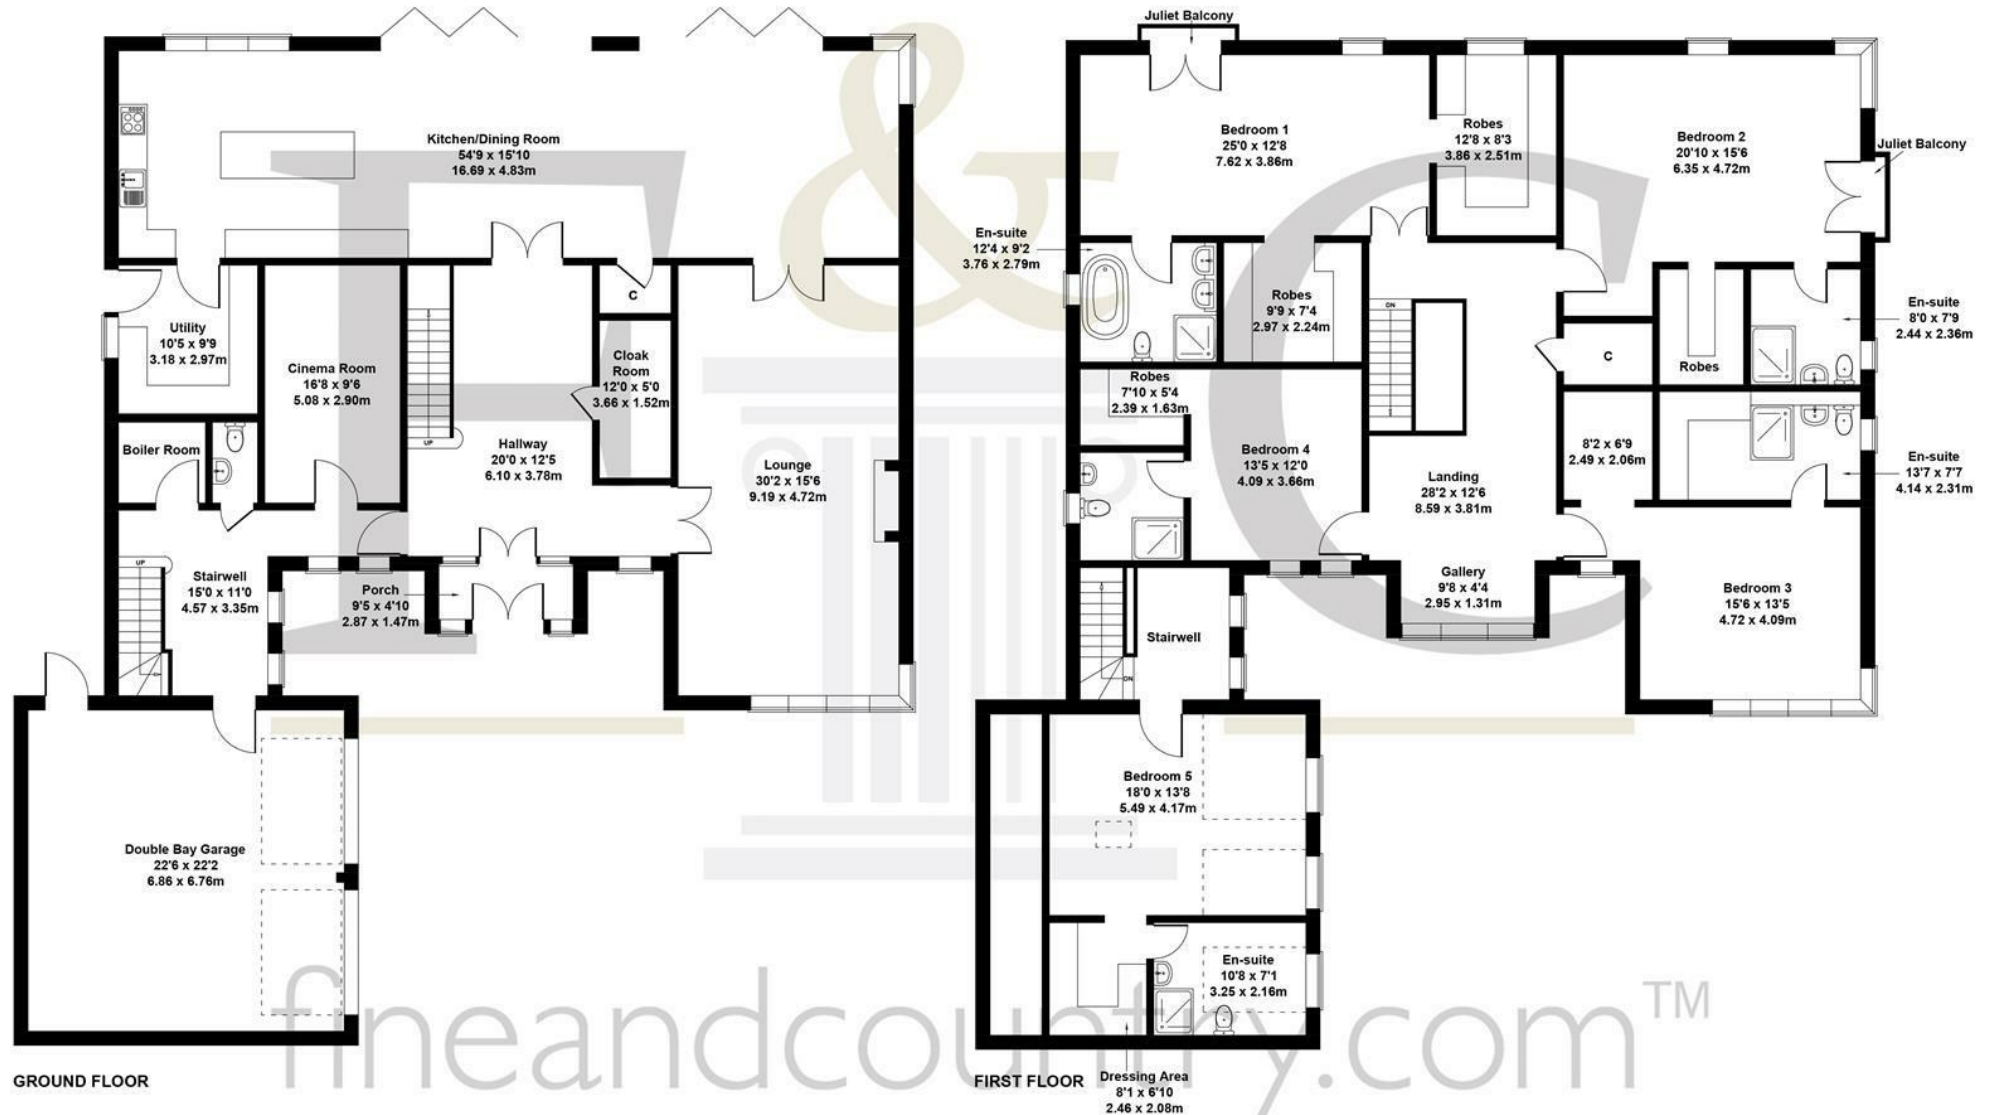 Kitchen/Dining Room
54'9 x 15'10
16.69 x 4.83m
Utility
10'5 x 9'9
3.18 x 2.97m
Cinema Room
16'8 x 9'6
5.08 x 2.90m
C
Cloak
Room
12'0 x 5'0
3.66 x 1.52m
UP
Boiler Room
Hallway
20'0 x 12'5
6.10 x 3.78m
Lounge
30'2 x 15'6
9.19 x 4.72m
UP
Stairwell
15'0 x 11'0
4.57 x 3.35m
Porch
9'5 x 4'10
2.87 x 1.47m
Double Bay Garage
22'6 x 22'2
6.86 x 6.76m
GROUND FLOOR
Juliet Balcony
Bedroom 1
25'0 x 12'8
7.62 x 3.86m
Robes
12'8 x 8'3
3.86 x 2.51m
Bedroom 2
20'10 x 15'6
6.35 x 4.72m
Juliet Balcony
En-suite
12'4 x 9'2
3.76 x 2.79m
Robes
9'9 x 7'4
2.97 x 2.24m
DN
En-suite
8'0 x 7'9
2.44 x 2.36m
C
Robes
Robes
7'10 x 5'4
2.39 x 1.63m
Bedroom 4
13'5 x 12'0
4.09 x 3.66m
8'2 x 6'9
2.49 x 2.06m
En-suite
13'7 x 7'7
4.14 x 2.31m
Landing
28'2 x 12'6
8.59 x 3.81m
Gallery
9'8 x 4'4
2.95 x 1.31m
Bedroom 3
15'6 x 13'5
4.72 x 4.09m
Stairwell
DN
Bedroom 5
18'0 x 13'8
5.49 x 4.17m
En-suite
10'8 x 7'1
3.25 x 2.16m
FIRST FLOOR
Dressing Area
8'1 x 6'10
2.46 x 2.08m
F&C
fineandcountry.com™